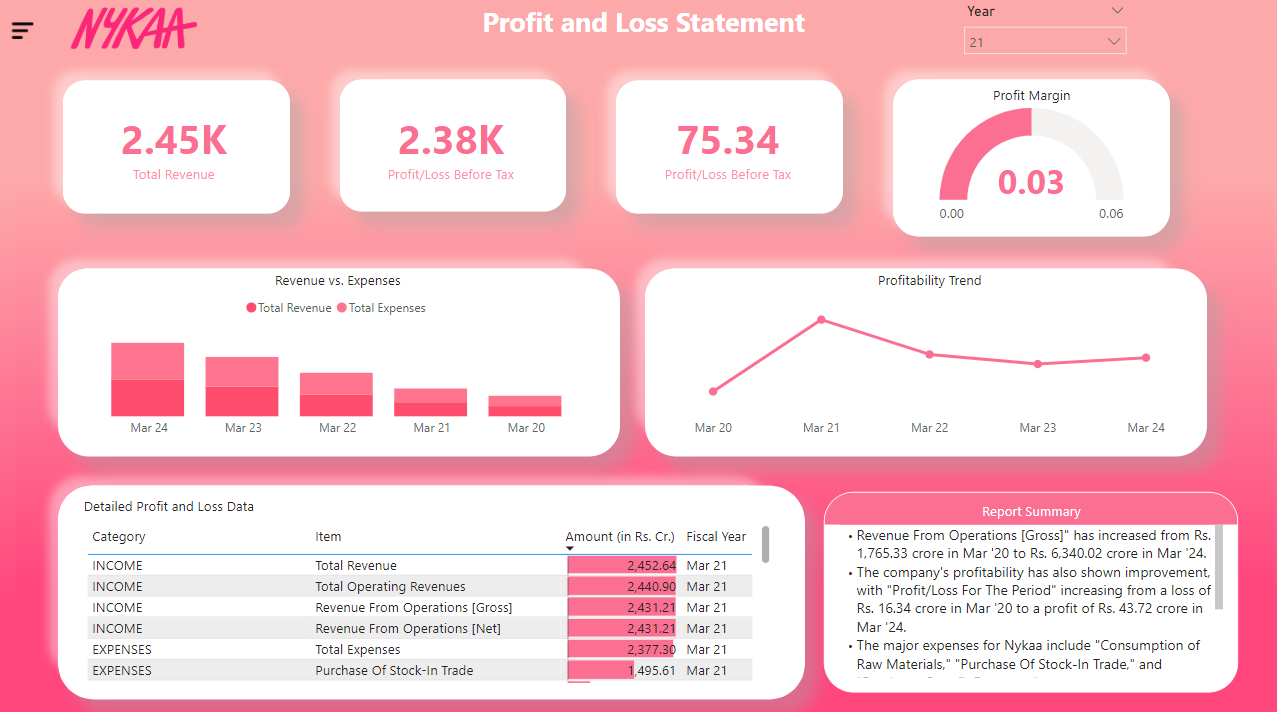 NYKAA
Profit and Loss Statement
Year
21
2.45K
Total Revenue
2.38K
Profit/Loss Before Tax
75.34
Profit/Loss Before Tax
Profit Margin
0.03
0.00
0.06
Revenue vs. Expenses
Total Revenue Total Expenses
Mar 24 Mar 23 Mar 22 Mar 21 Mar 20
Profitability Trend
Mar 20 Mar 21 Mar 22 Mar 23 Mar 24
Detailed Profit and Loss Data
Category Item Amount (in Rs. Cr.) Fiscal Year
INCOME Total Revenue 2,452.64 Mar 21
INCOME Total Operating Revenues 2,440.90 Mar 21
INCOME Revenue From Operations [Gross] 2,431.21 Mar 21
INCOME Revenue From Operations [Net] 2,431.21 Mar 21
EXPENSES Total Expenses 2,377.30 Mar 21
EXPENSES Purchase Of Stock-In Trade 1,495.61 Mar 21
Report Summary
• Revenue From Operations [Gross]" has increased from Rs.
1,765.33 crore in Mar '20 to Rs. 6,340.02 crore in Mar '24.
• The company's profitability has also shown improvement,
with "Profit/Loss For The Period" increasing from a loss of
Rs. 16.34 crore in Mar '20 to a profit of Rs. 43.72 crore in
Mar '24.
• The major expenses for Nykaa include "Consumption of
Raw Materials," "Purchase Of Stock-In Trade," and